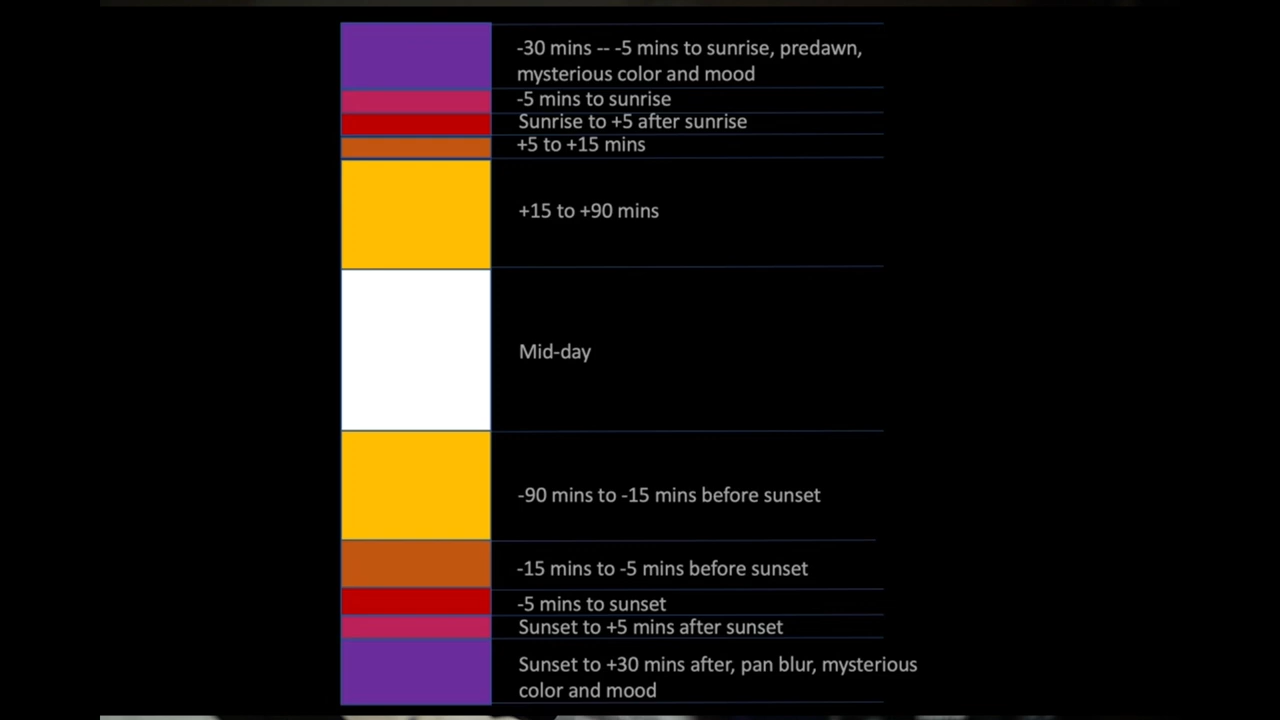 -30 mins -- -5 mins to sunrise, predawn,
mysterious color and mood
-5 mins to sunrise
Sunrise to +5 after sunrise
+5 to +15 mins
+15 to +90 mins
Mid-day
-90 mins to -15 mins before sunset
-15 mins to -5 mins before sunset
-5 mins to sunset
Sunset to +5 mins after sunset
Sunset to +30 mins after, pan blur, mysterious
color and mood